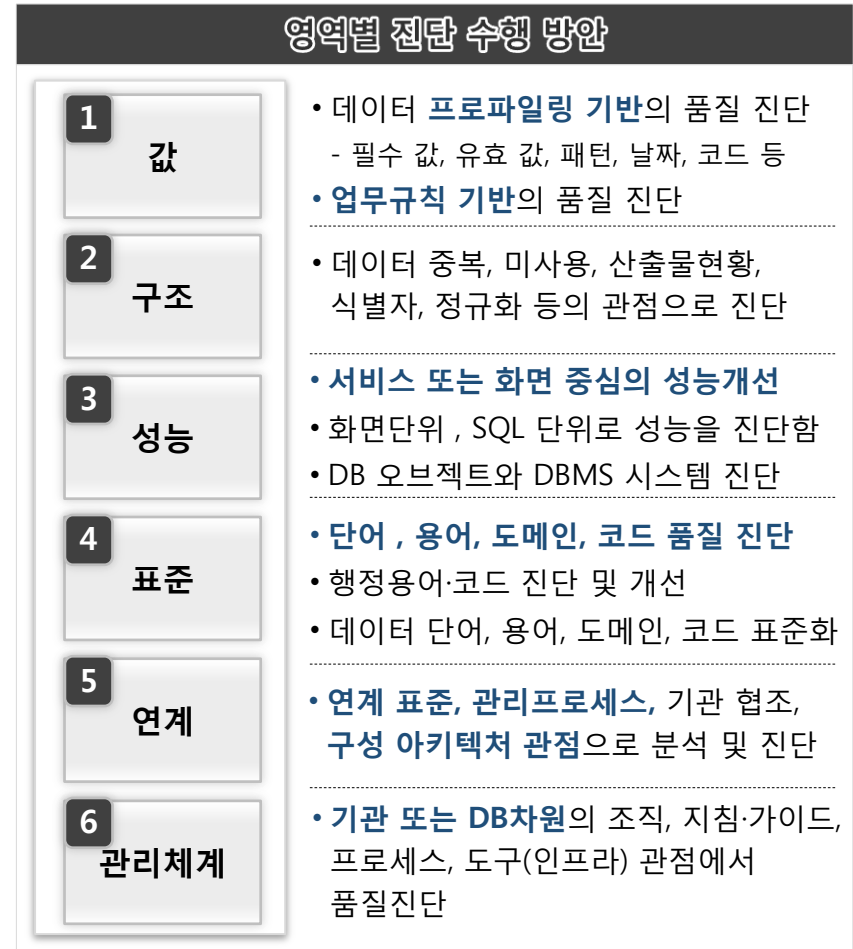 영역별 진단 수행 방안
1
값
• 데이터 프로파일링 기반의 품질 진단
- 필수 값, 유효 값, 패턴, 날짜, 코드 등
• 업무규칙 기반의 품질 진단
2
구조
• 데이터 중복, 미사용, 산출물현황,
식별자, 정규화 등의 관점으로 진단
3
성능
• 서비스 또는 화면 중심의 성능개선
• 화면단위 , SQL 단위로 성능을 진단함
• DB 오브젝트와 DBMS 시스템 진단
4
표준
• 단어 , 용어, 도메인, 코드 품질 진단
• 행정용어·코드 진단 및 개선
• 데이터 단어, 용어, 도메인, 코드 표준화
5
연계
• 연계 표준, 관리프로세스, 기관 협조,
구성 아키텍처 관점으로 분석 및 진단
6
관리체계
• 기관 또는 DB차원의 조직, 지침·가이드,
프로세스, 도구(인프라) 관점에서
품질진단